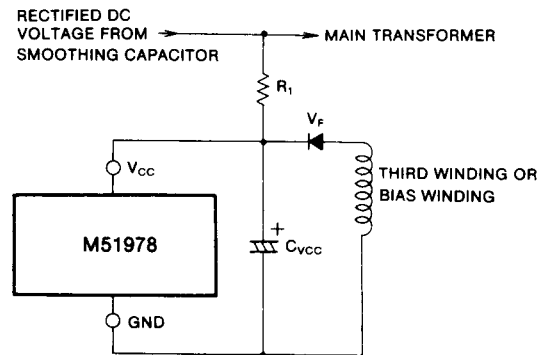 RECTIFIED DC
VOLTAGE FROM
SMOOTHING CAPACITOR
MAIN TRANSFORMER
R1
VF
VCC
THIRD WINDING OR
BIAS WINDING
M51978
+
CVCC
GND